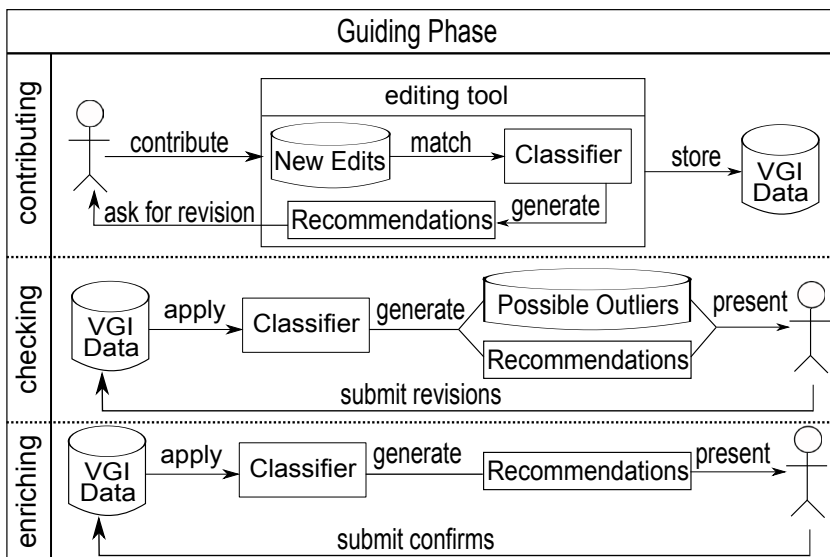 Guiding Phase
contributing
editing tool
contribute
New Edits
match
Classifier
store
VGI
Data
ask for revision
Recommendations
generate
checking
VGI
Data
apply
Classifier
generate
Possible Outliers
Recommendations
present
submit revisions
enriching
VGI
Data
apply
Classifier
generate
Recommendations
present
submit confirms